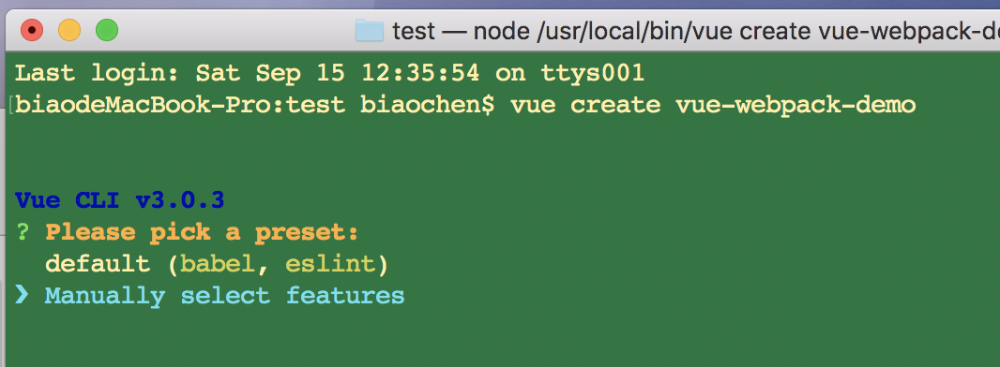 test — node /usr/local/bin/vue create vue-webpack-d
Last login: Sat Sep 15 12:35:54 on ttys001
[biaodeMacBook-Pro:test biaochen$ vue create vue-webpack-demo
Vue CLI v3.0.3
? Please pick a preset:
default (babel, eslint)
❯ Manually select features